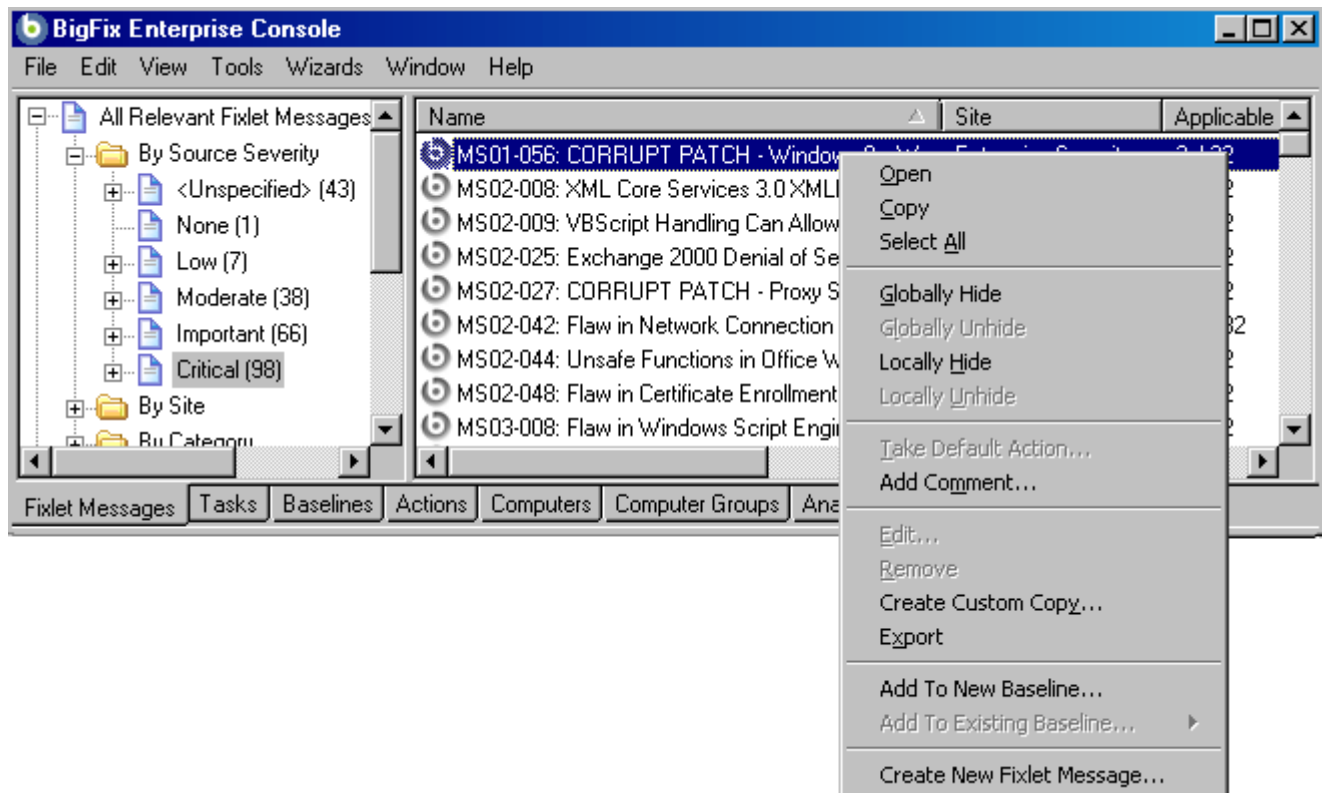 BigFix Enterprise Console
File Edit View Tools Wizards Window Help
All Relevant Fixlet Messages
By Source Severity
<Unspecified> (43)
None (1)
Low (7)
Moderate (38)
Important (66)
Critical (98)
By Site
By Category
Name Site Applicable
MS01-056: CORRUPT PATCH - Window
MS02-008: XML Core Services 3.0
MS02-009: VBScript Handling Can Allow
MS02-025: Exchange 2000 Denial of
MS02-027: CORRUPT PATCH - Proxy
MS02-042: Flaw in Network Connection
MS02-044: Unsafe Functions in Office
MS02-048: Flaw in Certificate Enrollment
MS03-008: Flaw in Windows Script
Fixlet Messages Tasks Baselines Actions Computers Computer Groups
Open
Copy
Select All
Globally Hide
Globally Unhide
Locally Hide
Locally Unhide
Take Default Action...
Add Comment...
Edit...
Remove
Create Custom Copy...
Export
Add To New Baseline...
Add To Existing Baseline...
Create New Fixlet Message...